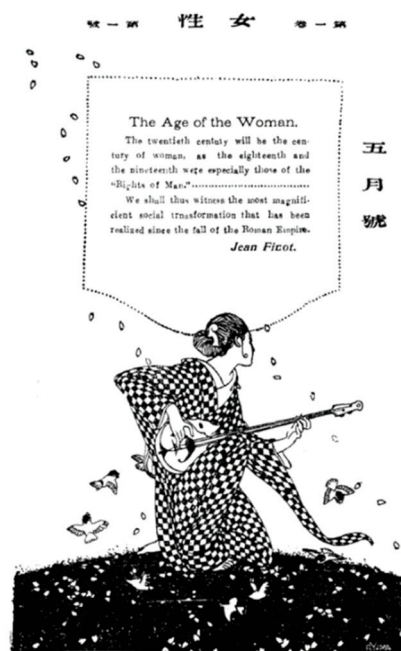 第一卷 女性 第一號
五月號
The Age of the Woman.
The twentieth century will be the cen-
tury of woman, as the eighteenth and
the nineteenth were especially those of the
"Rights of Man."
We shall thus witness the most magnifi-
cient social transformation that has been
realized since the fall of the Roman Empire.
Jean Finot.